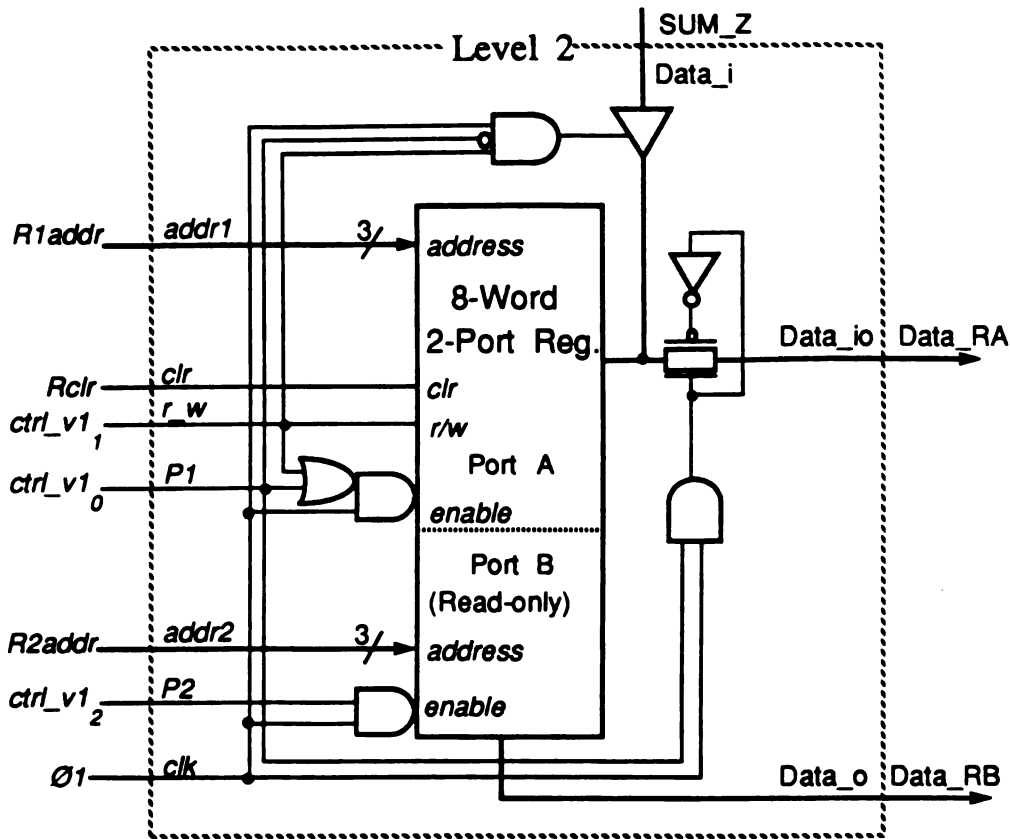 SUM_Z
Level 2
Data_i
R1addr addr1 3/ address
8-Word
2-Port Reg.
Data_io Data_RA
Rclr clr clr
ctrl_v1 1 r_w r/w
Port A
ctrl_v1 0 P1
enable
Port B
(Read-only)
R2addr addr2 3/ address
ctrl_v1 2 P2 enable
Ø1 clk
Data_o Data_RB